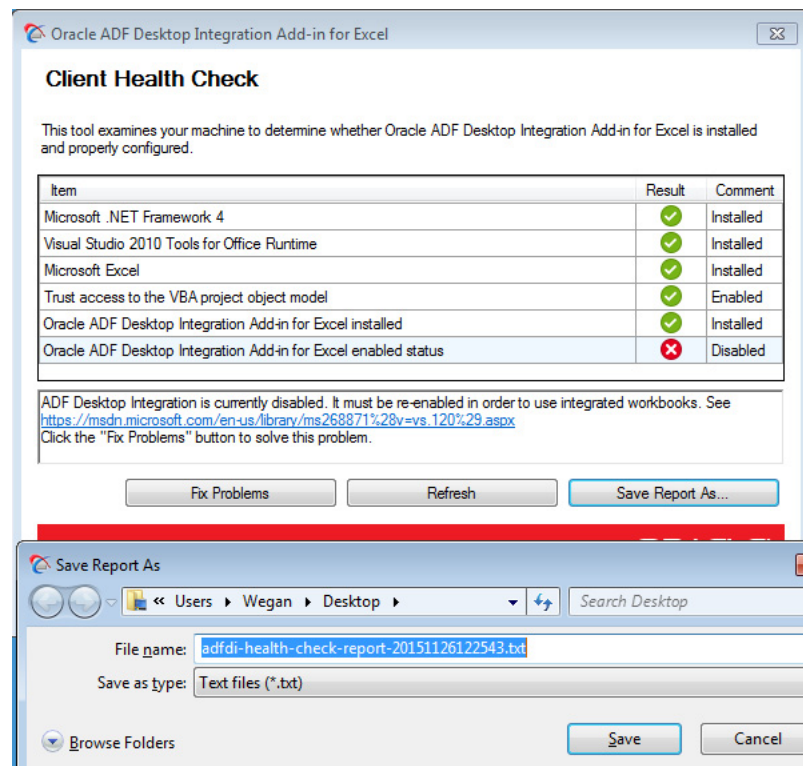 Oracle ADF Desktop Integration Add-in for Excel
Client Health Check
This tool examines your machine to determine whether Oracle ADF Desktop Integration Add-in for Excel is installed
and properly configured.
Item Result Comment
Microsoft .NET Framework 4 Installed
Visual Studio 2010 Tools for Office Runtime Installed
Microsoft Excel Installed
Trust access to the VBA project object model Enabled
Oracle ADF Desktop Integration Add-in for Excel installed Installed
Oracle ADF Desktop Integration Add-in for Excel enabled status Disabled
ADF Desktop Integration is currently disabled. It must be re-enabled in order to use integrated workbooks. See
https://msdn.microsoft.com/en-us/library/ms268871%28v=vs.120%29.aspx
Click the "Fix Problems" button to solve this problem.
Fix Problems Refresh Save Report As...
Save Report As
« Users Wegan Desktop Search Desktop
File name: adfdi-health-check-report-20151126122543.txt
Save as type: Text files (*.txt)
Browse Folders Save Cancel